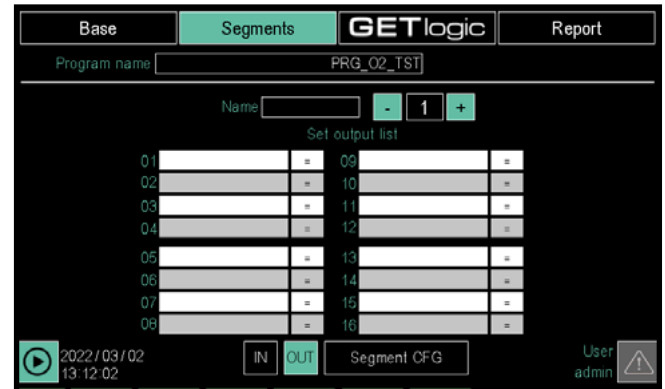 Base Segments GETlogic Report
Program name PRG_02_TST
Name - 1 +
Set output list
01 = 09 =
02 = 10 =
03 = 11 =
04 = 12 =
05 = 13 =
06 = 14 =
07 = 15 =
08 = 16 =
2022/03/02 IN OUT Segment CFG User
13:12:02 admin